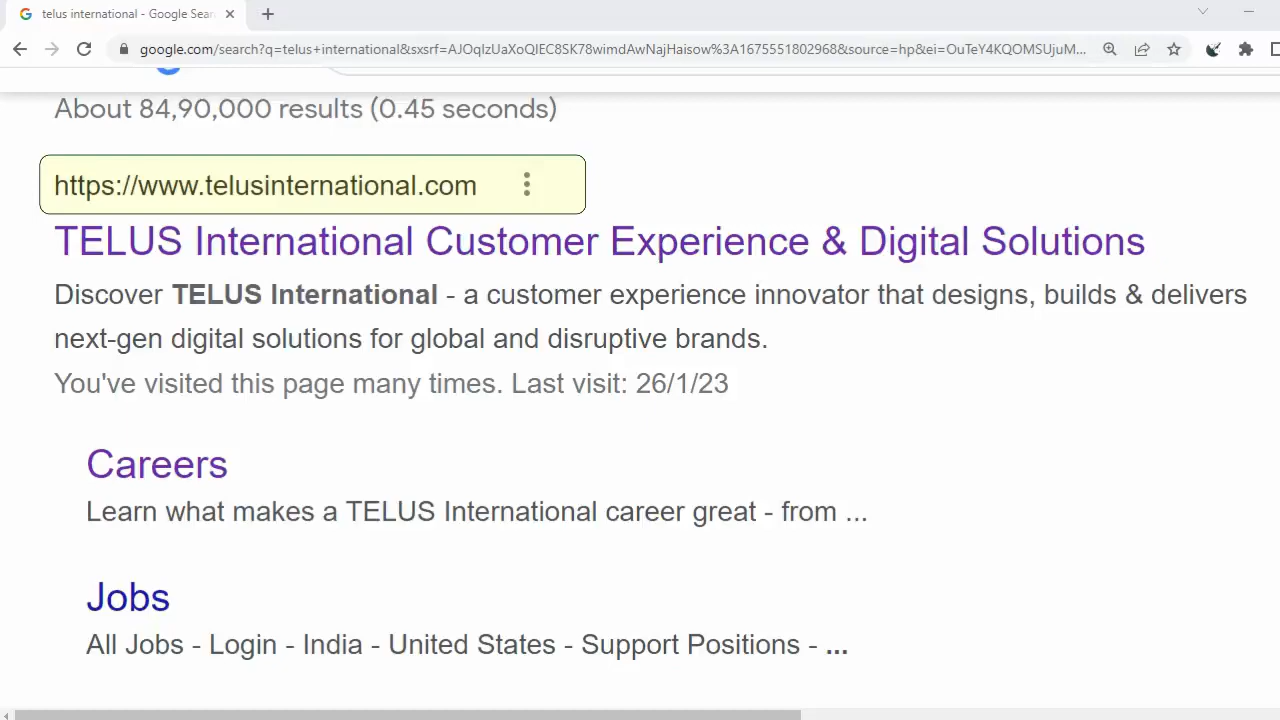 telus international - Google Sear
google.com/search?q=telus+international&sxsrf=AJOqlzUaXoQIEC8SK78wimdAwNajHaisow%3A1675551802968&source=hp&ei=OuTeY4KQOMSUjuM...
About 84,90,000 results (0.45 seconds)
https://www.telusinternational.com
TELUS International Customer Experience & Digital Solutions
Discover TELUS International - a customer experience innovator that designs, builds & delivers
next-gen digital solutions for global and disruptive brands.
You've visited this page many times. Last visit: 26/1/23
Careers
Learn what makes a TELUS International career great - from ...
Jobs
All Jobs - Login - India - United States - Support Positions - ...